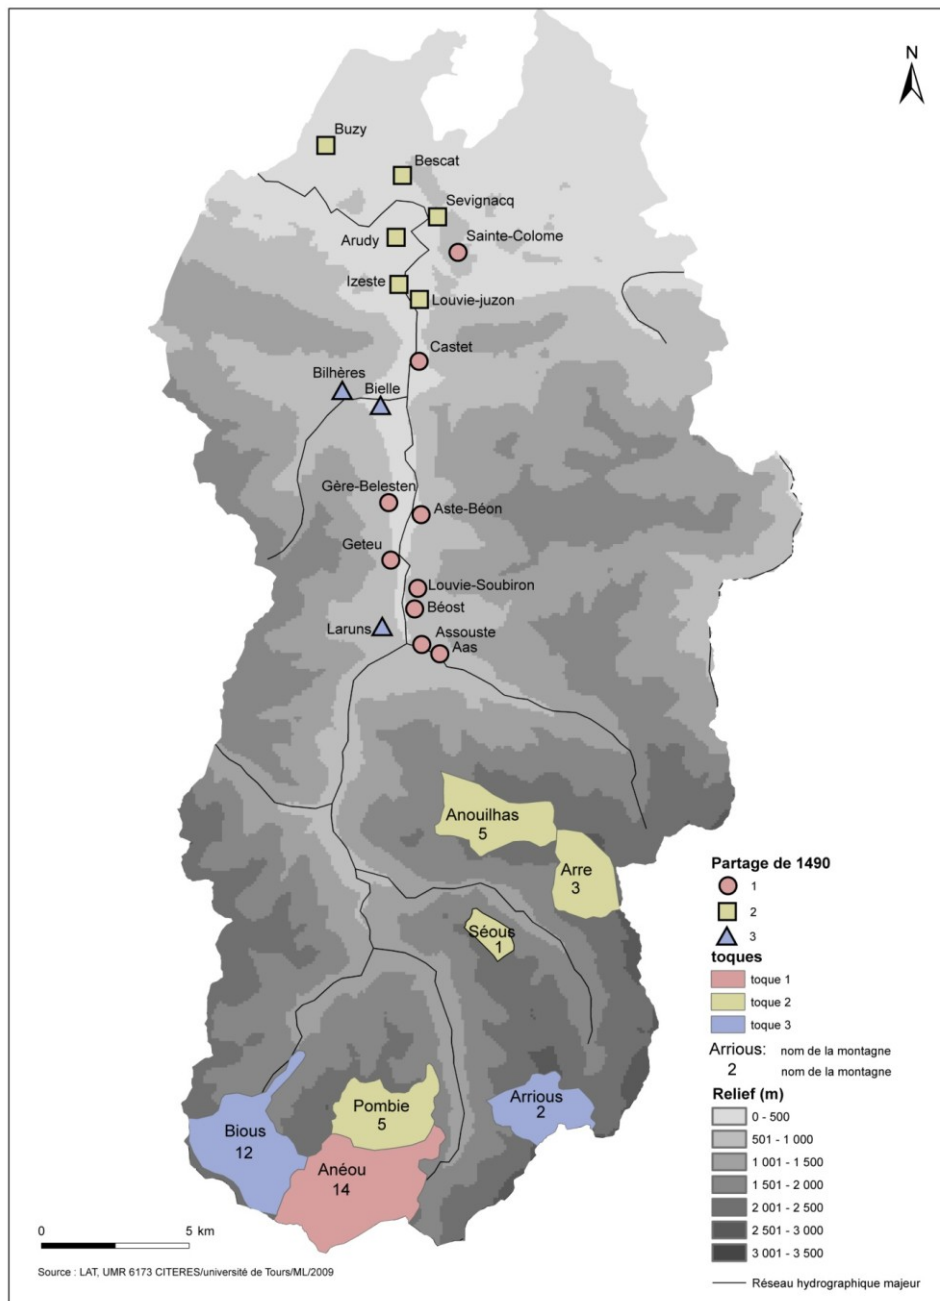 N
Buzy
Bescat
Sevignacq
Arudy
Sainte-Colome
Izeste
Louvie-juzon
Castet
Bilhères
Bielle
Gère-Belesten
Aste-Béon
Geteu
Louvie-Soubiron
Béost
Laruns
Assouste
Aas
Anouilhas
5
Arre
3
Séous
1
Pombie
5
Arrious
2
Bious
12
Anéou
14
Partage de 1490
1
2
3
toques
toque 1
toque 2
toque 3
Arrious: nom de la montagne
2 nom de la montagne
Relief (m)
0 - 500
501 - 1 000
1 001 - 1 500
1 501 - 2 000
2 001 - 2 500
2 501 - 3 000
3 001 - 3 500
Réseau hydrographique majeur
0 5 km
Source : LAT, UMR 6173 CITERES/université de Tours/ML/2009